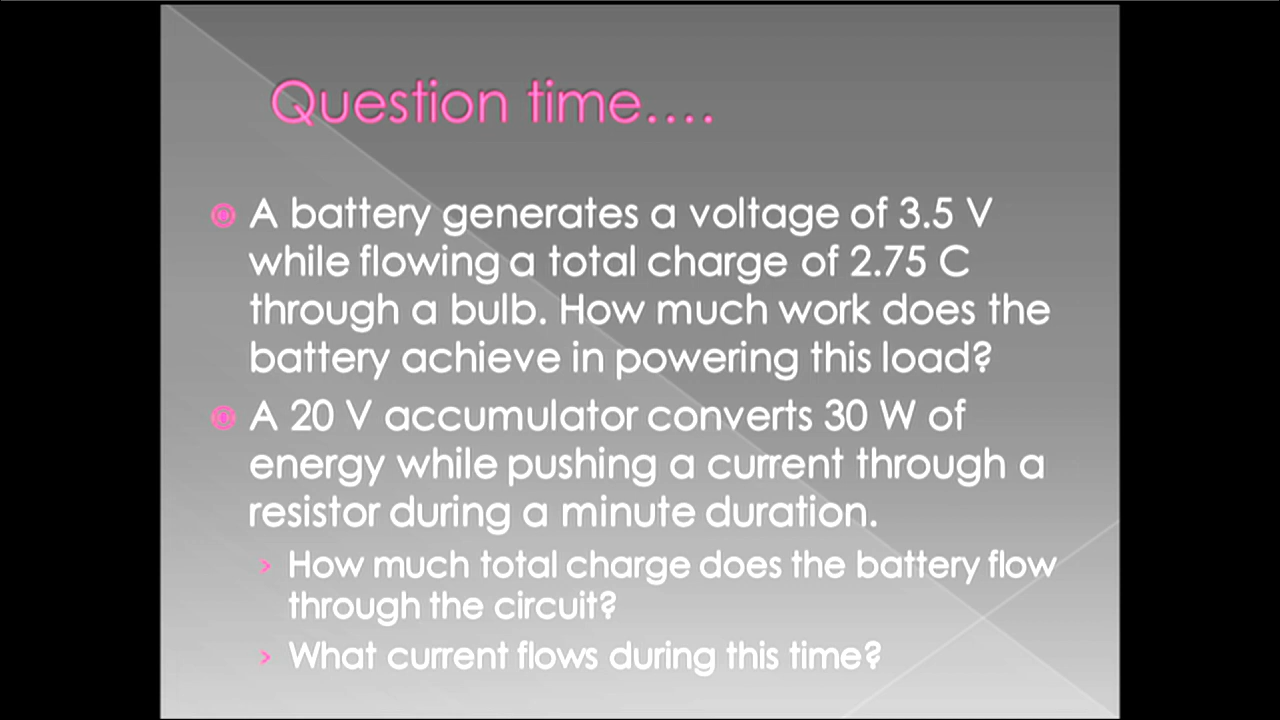 Question time....
A battery generates a voltage of 3.5 V
while flowing a total charge of 2.75 C
through a bulb. How much work does the
battery achieve in powering this load?
A 20 V accumulator converts 30 W of
energy while pushing a current through a
resistor during a minute duration.
How much total charge does the battery flow
through the circuit?
What current flows during this time?